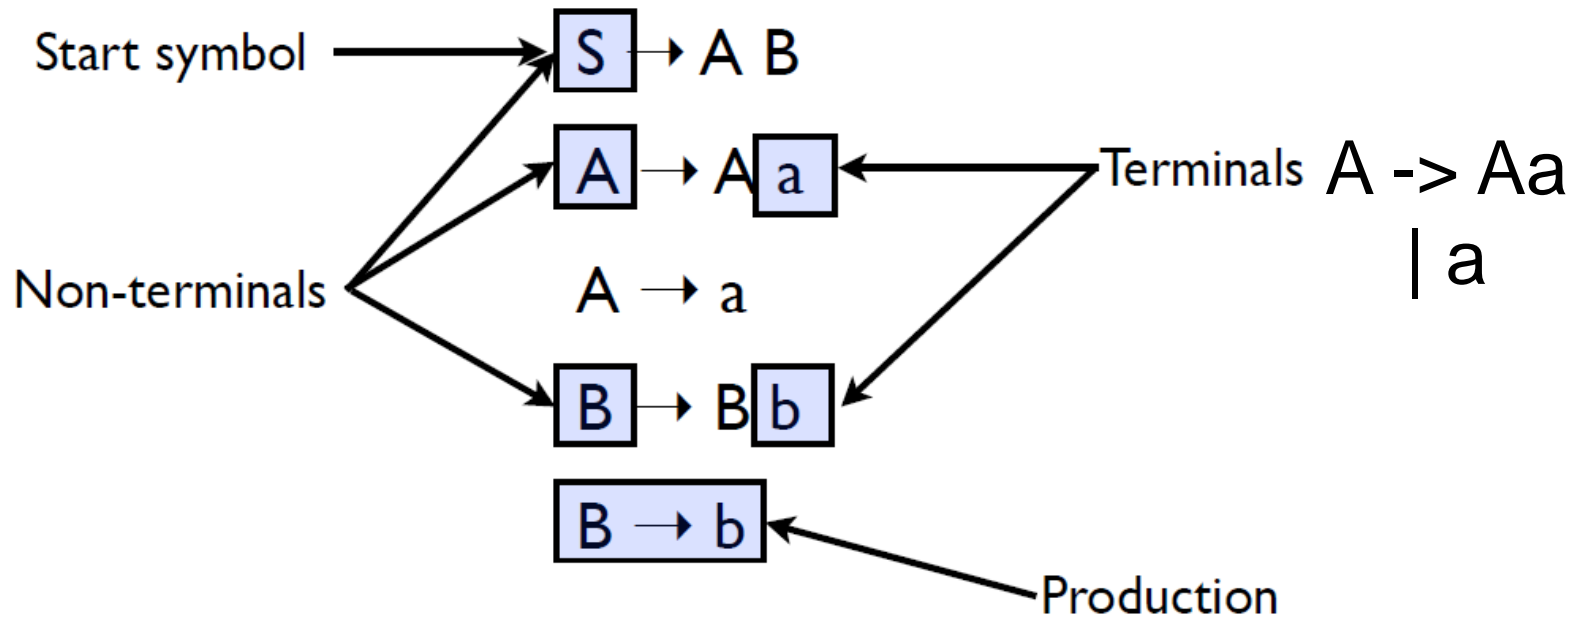 Start symbol S → A B
A → A a Terminals A -> Aa
| a
Non-terminals A → a
B → B b
B → b
Production